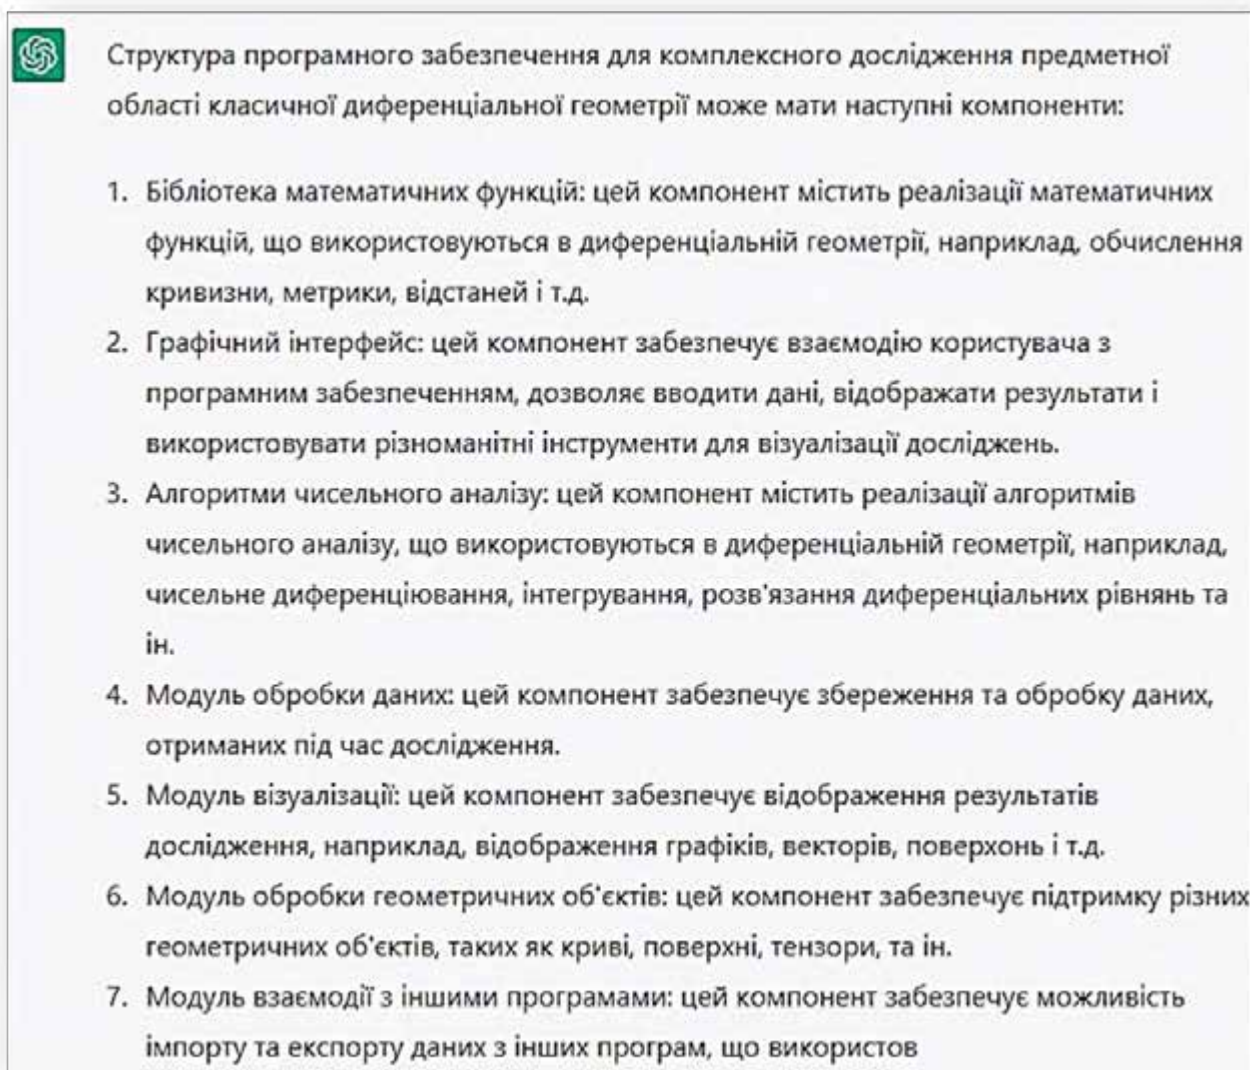 Структура програмного забезпечення для комплексного дослідження предметної
області класичної диференціальної геометрії може мати наступні компоненти:
1. Бібліотека математичних функцій: цей компонент містить реалізації математичних
функцій, що використовуються в диференціальній геометрії, наприклад, обчислення
кривизни, метрики, відстаней і т.д.
2. Графічний інтерфейс: цей компонент забезпечує взаємодію користувача з
програмним забезпеченням, дозволяє вводити дані, відображати результати і
використовувати різноманітні інструменти для візуалізації досліджень.
3. Алгоритми чисельного аналізу: цей компонент містить реалізації алгоритмів
чисельного аналізу, що використовуються в диференціальній геометрії, наприклад,
чисельне диференціювання, інтегрування, розв'язання диференціальних рівнянь та
ін.
4. Модуль обробки даних: цей компонент забезпечує збереження та обробку даних,
отриманих під час дослідження.
5. Модуль візуалізації: цей компонент забезпечує відображення результатів
дослідження, наприклад, відображення графіків, векторів, поверхонь і т.д.
6. Модуль обробки геометричних об'єктів: цей компонент забезпечує підтримку різних
геометричних об'єктів, таких як криві, поверхні, тензори, та ін.
7. Модуль взаємодії з іншими програмами: цей компонент забезпечує можливість
імпорту та експорту даних з інших програм, що використов